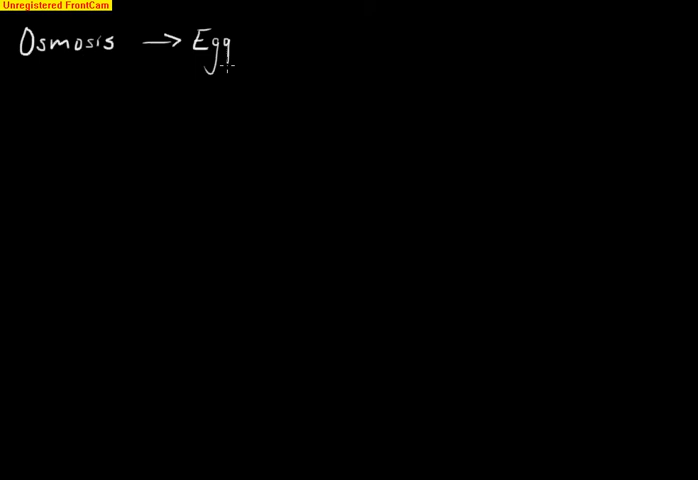 Unregistered FrontCam
Osmosis → Egg